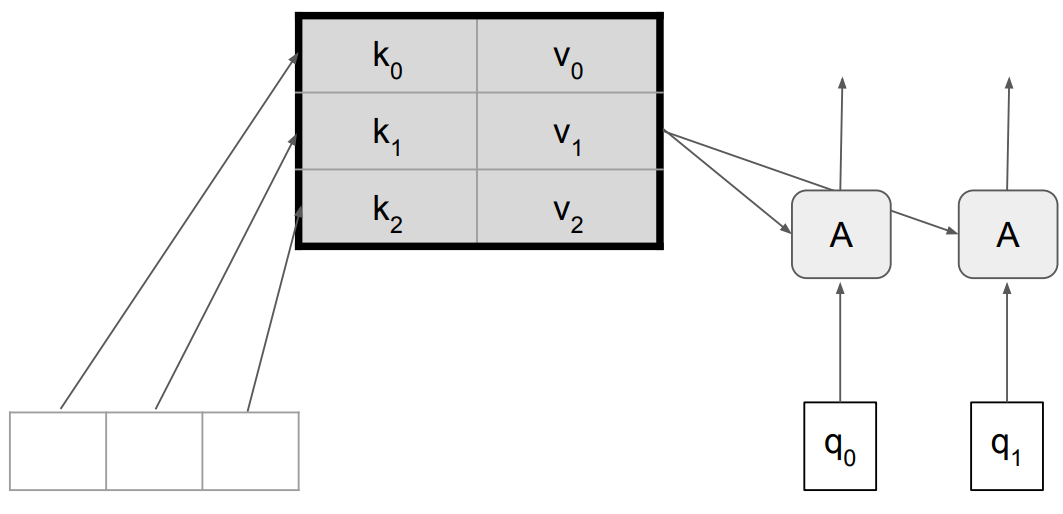 k₀ v₀
k₁ v₁
k₂ v₂
A A
q₀ q₁